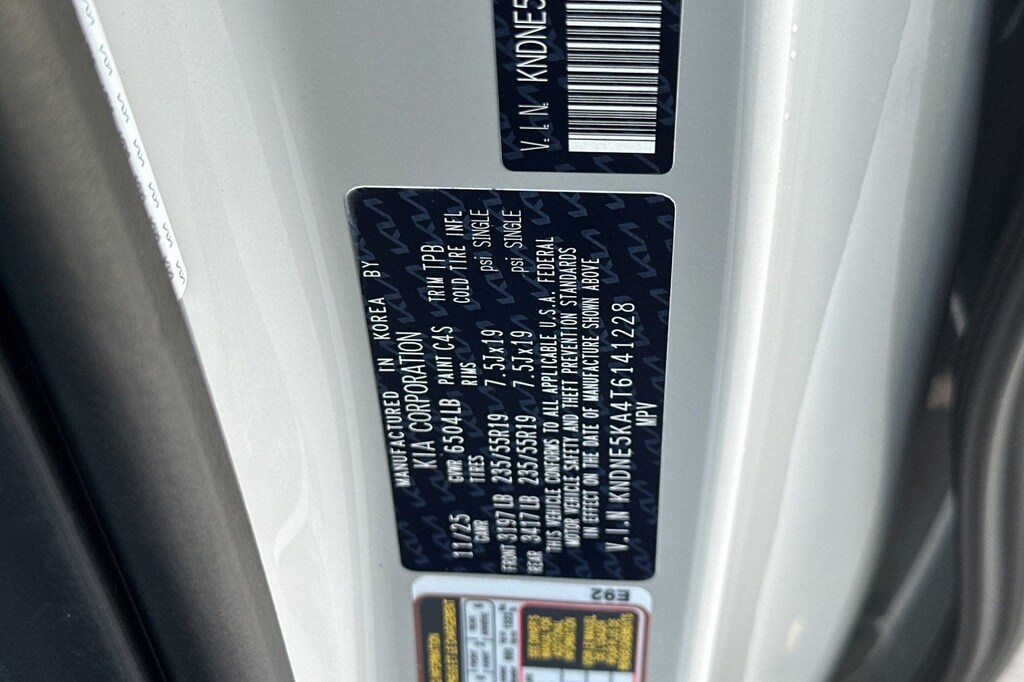 V.I.N. KNDNE5
MANUFACTURED IN KOREA BY
KIA CORPORATION
11/25 GVWR 6504LB PAINT C4S TRIM TPB
GAWR TIRES RIMS COLD TIRE INFL
FRONT 3197LB 235/55R19 7.5Jx19 psi SINGLE
REAR 3417LB 235/55R19 7.5Jx19 psi SINGLE
THIS VEHICLE CONFORMS TO ALL APPLICABLE U.S.A. FEDERAL
MOTOR VEHICLE SAFETY AND THEFT PREVENTION STANDARDS
IN EFFECT ON THE DATE OF MANUFACTURE SHOWN ABOVE
V.I.N KNDNE5KA4T6141228
MPV
E92